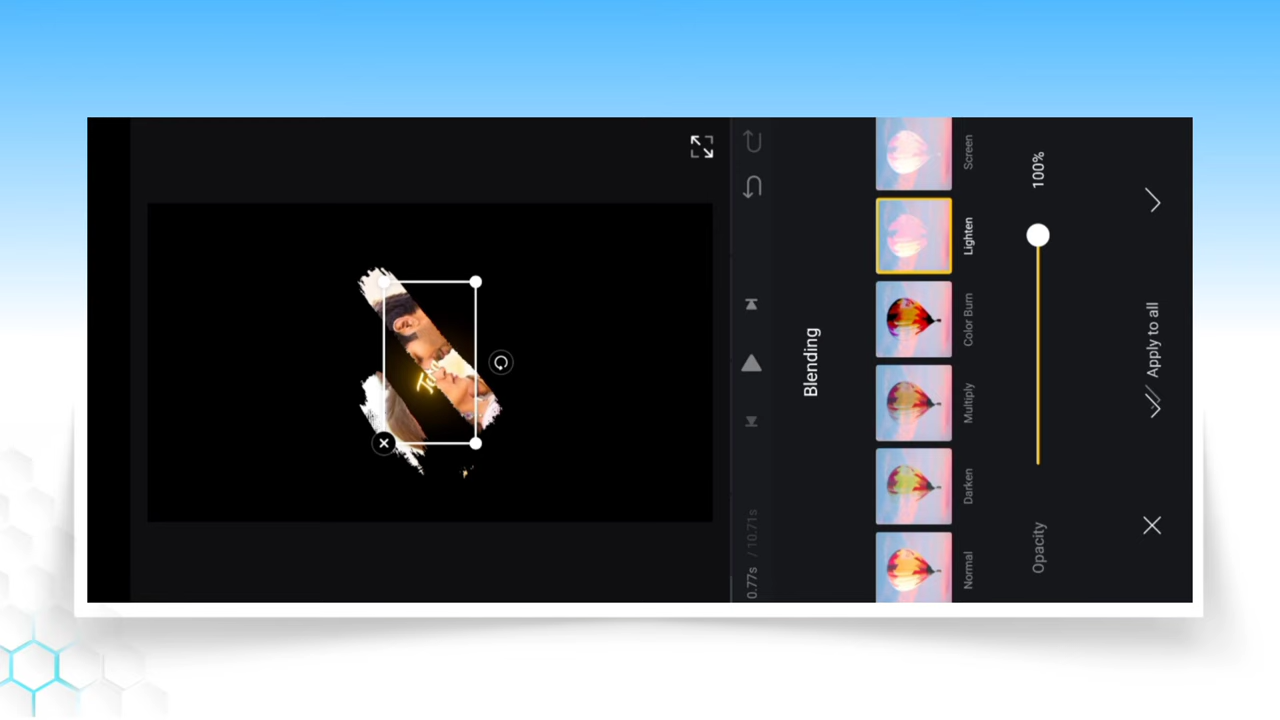 0.77s / 10.71s
Blending
Normal
Darken
Multiply
Color Burn
Lighten
Screen
Opacity
100%
Apply to all